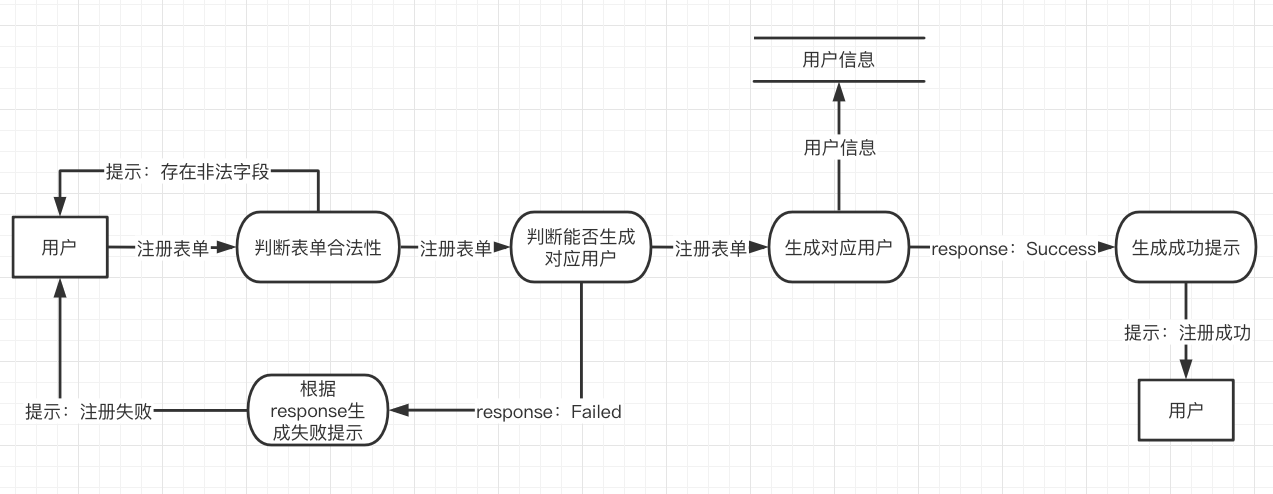 用户信息
用户信息
提示：存在非法字段
用户
注册表单
判断表单合法性
注册表单
判断能否生成
对应用户
注册表单
生成对应用户
response：Success
生成成功提示
提示：注册成功
提示：注册失败
根据
response生
成失败提示
response：Failed
用户